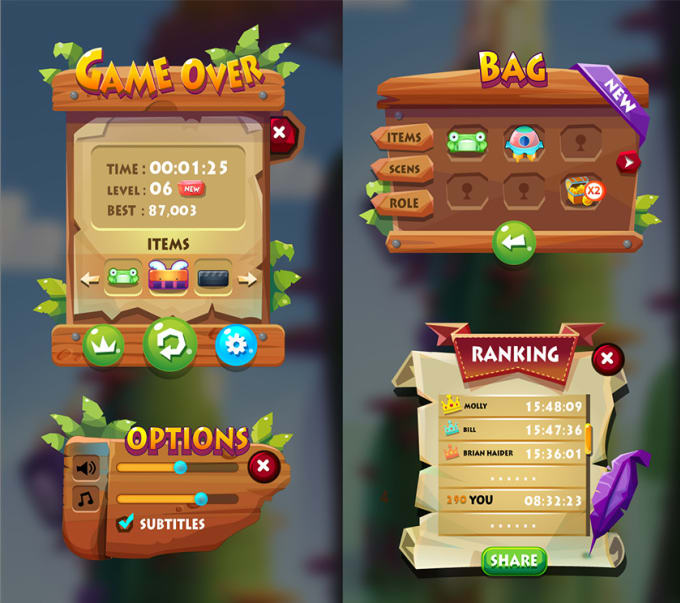 GAME OVER
TIME : 00:01:25
LEVEL : 06 NEW
BEST : 87,003
ITEMS
OPTIONS
SUBTITLES
BAG
NEW
ITEMS
SCENS
ROLE
X2
RANKING
MOLLY 15:48:09
BILL 15:47:36
BRIAN HAIDER 15:36:01
......
290 YOU 08:32:23
......
SHARE